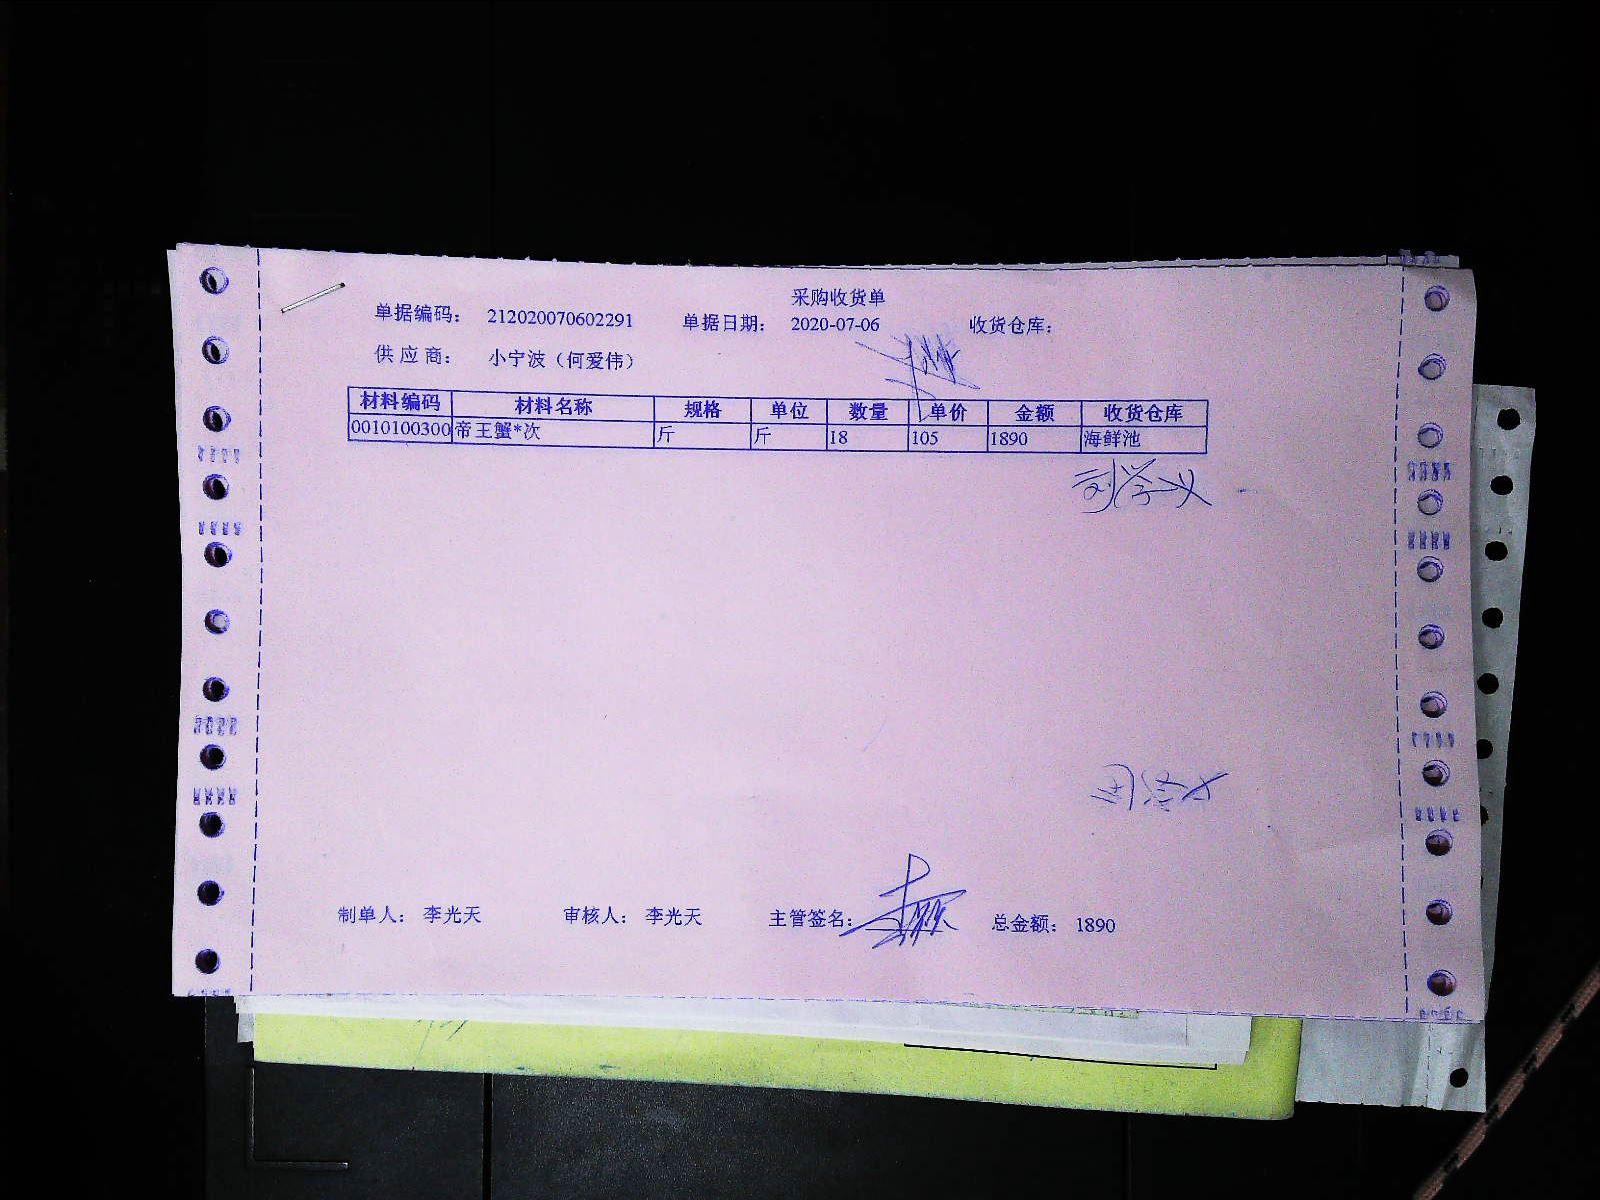 采购收货单
单据编码： 212020070602291 单据日期： 2020-07-06 收货仓库：
供应商： 小宁波（何爱伟）
材料编码 材料名称 规格 单位 数量 单价 金额 收货仓库
0010100300 帝王蟹*次 斤 斤 18 105 1890 海鲜池
刘学义
制单人： 李光天 审核人： 李光天 主管签名： 总金额： 1890